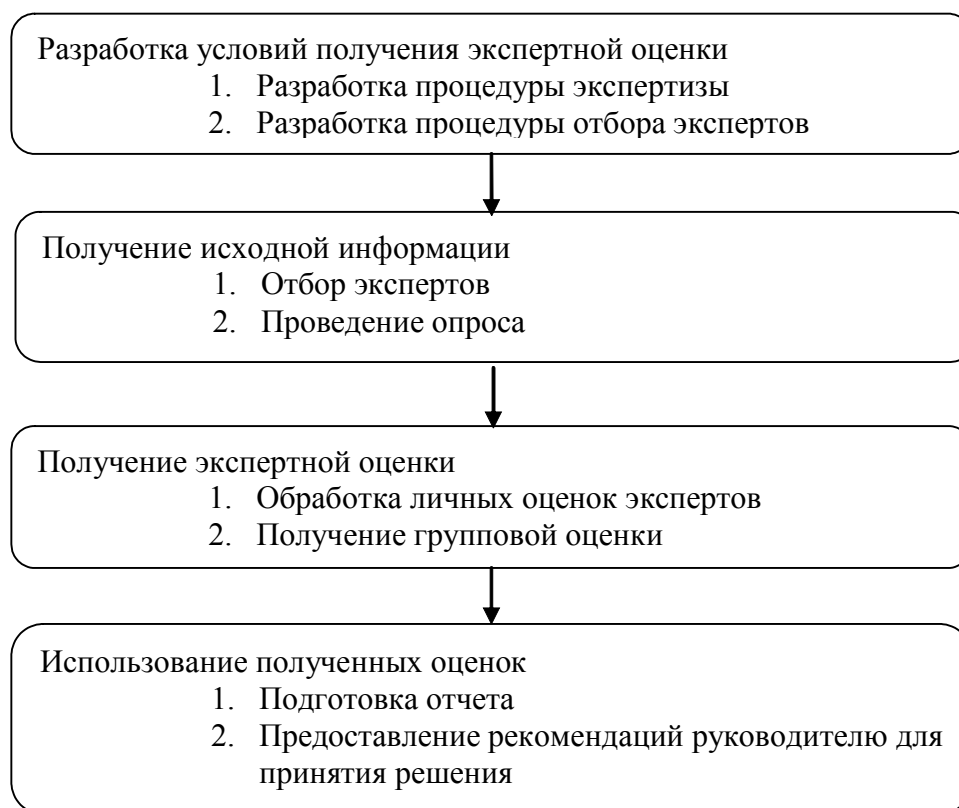 Разработка условий получения экспертной оценки
1. Разработка процедуры экспертизы
2. Разработка процедуры отбора экспертов
Получение исходной информации
1. Отбор экспертов
2. Проведение опроса
Получение экспертной оценки
1. Обработка личных оценок экспертов
2. Получение групповой оценки
Использование полученных оценок
1. Подготовка отчета
2. Предоставление рекомендаций руководителю для
принятия решения